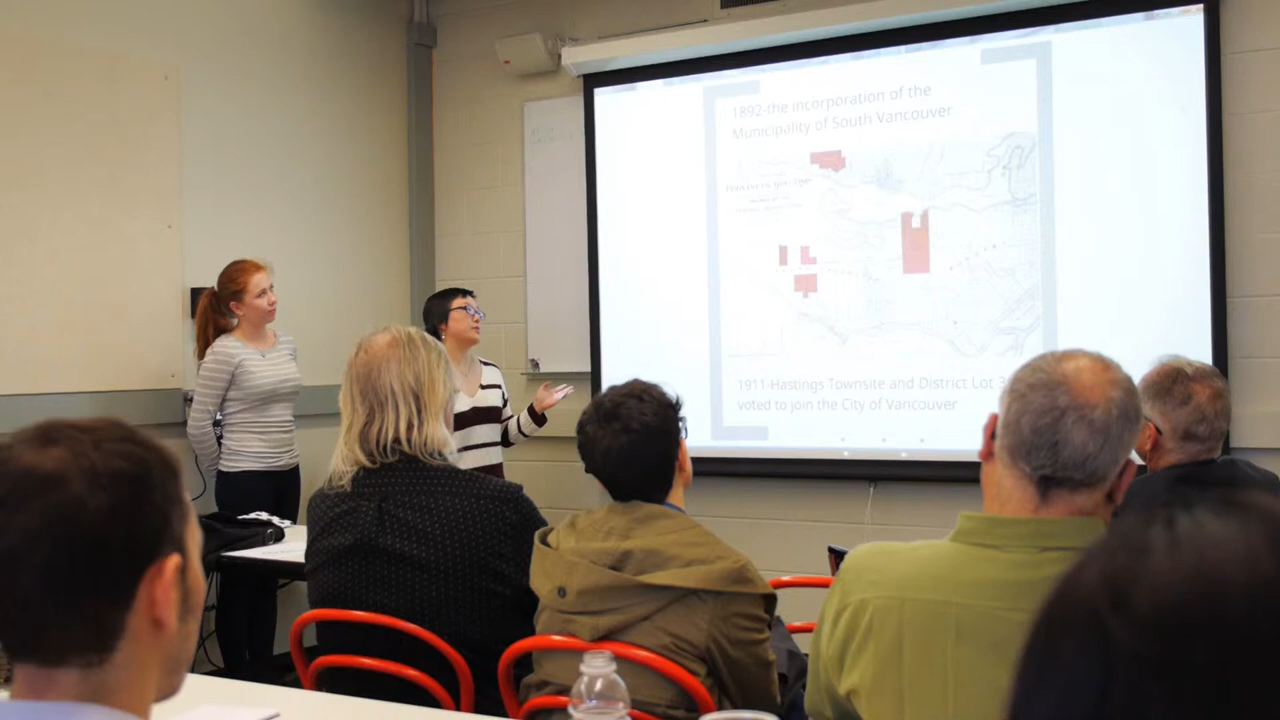 1892-the incorporation of the
Municipality of South Vancouver
1911-Hastings Townsite and District Lot 3
voted to join the City of Vancouver